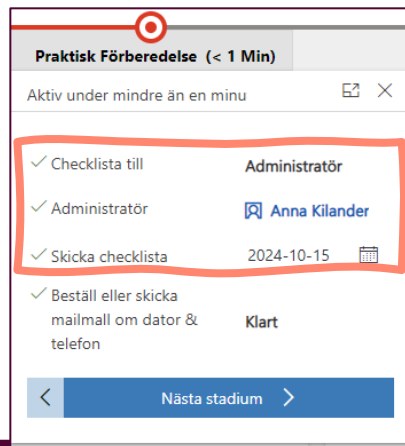 Praktisk Förberedelse (< 1 Min)
Aktiv under mindre än en minu
Checklista till Administratör
Administratör Anna Kilander
Skicka checklista 2024-10-15
Beställ eller skicka
mailmall om dator & Klart
telefon
Nästa stadium